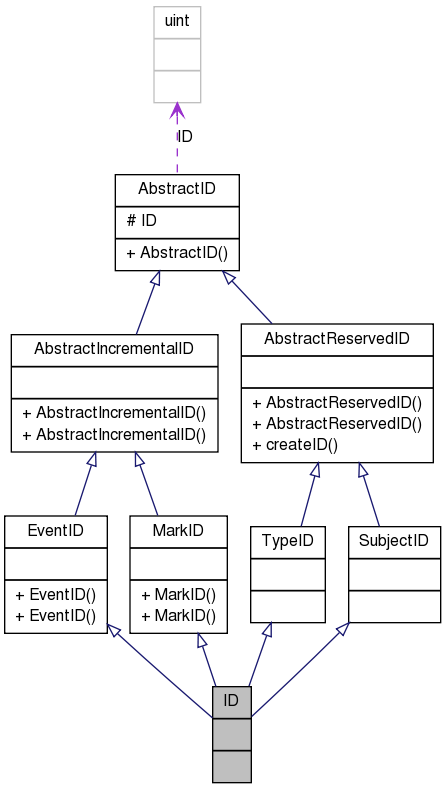 uint
ID
AbstractID
# ID
+ AbstractID()
AbstractIncrementalID
+ AbstractIncrementalID()
+ AbstractIncrementalID()
AbstractReservedID
+ AbstractReservedID()
+ AbstractReservedID()
+ createID()
EventID
+ EventID()
+ EventID()
MarkID
+ MarkID()
+ MarkID()
TypeID
SubjectID
ID